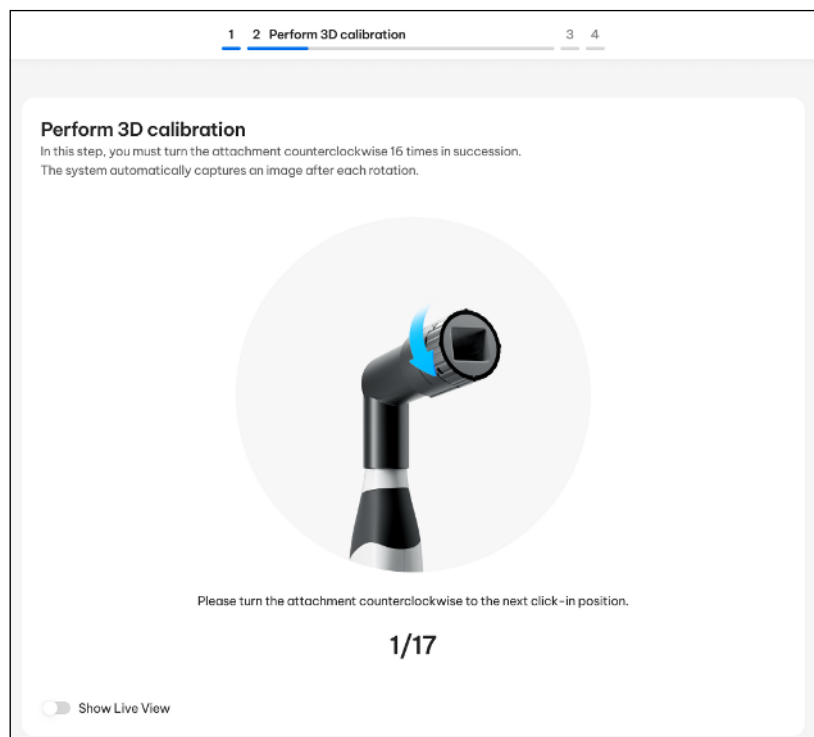 1 2 Perform 3D calibration 3 4
Perform 3D calibration
In this step, you must turn the attachment counterclockwise 16 times in succession.
The system automatically captures an image after each rotation.
Please turn the attachment counterclockwise to the next click-in position.
1/17
Show Live View